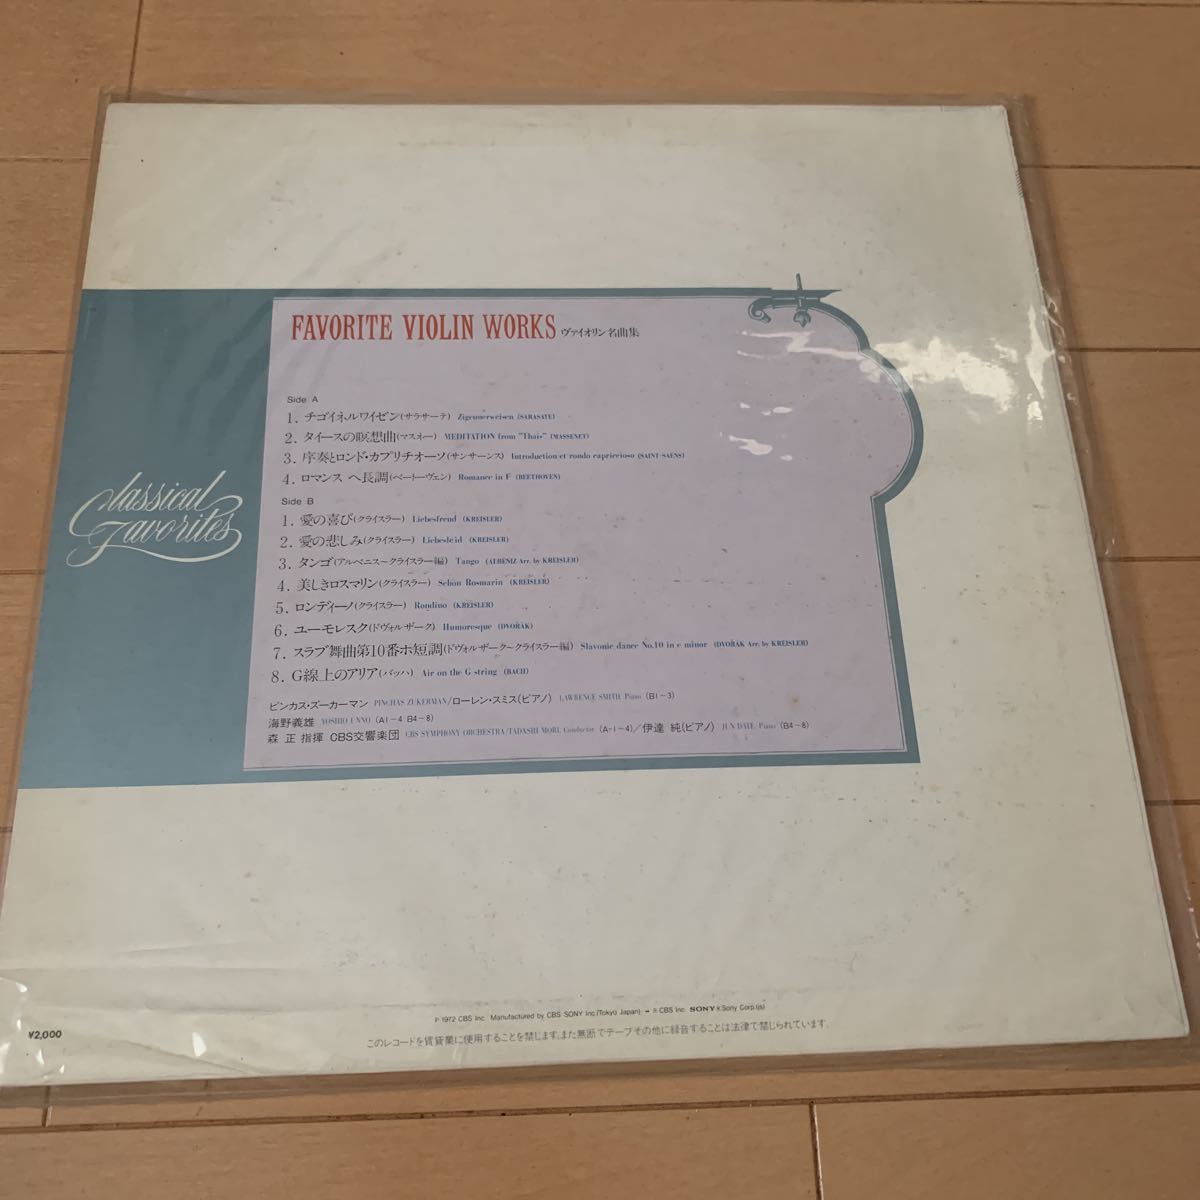 FAVORITE VIOLIN WORKS ヴァイオリン名曲集
Side A
1. チゴイネルワイゼン(サラサーテ) Zigeunerweisen (SARASATE)
2. タイースの瞑想曲(マスネー) MEDITATION from "Thais" (MASSENET)
3. 序奏とロンド・カプリチオーソ(サンサーンス) Introduction et rondo capriccioso (SAINT-SAËNS)
4. ロマンス ヘ長調(ベートーヴェン) Romance in F (BEETHOVEN)
Side B
1. 愛の喜び(クライスラー) Liebesfreud (KREISLER)
2. 愛の悲しみ(クライスラー) Liebesleid (KREISLER)
3. タンゴ(アルベニス〜クライスラー編) Tango (ALBÉNIZ Arr. by KREISLER)
4. 美しきロスマリン(クライスラー) Schön Rosmarin (KREISLER)
5. ロンディーノ(クライスラー) Rondino (KREISLER)
6. ユーモレスク(ドヴォルザーク) Humoresque (DVOŘÁK)
7. スラブ舞曲第10番ホ短調(ドヴォルザーク〜クライスラー編) Slavonic dance No.10 in e minor (DVOŘÁK Arr. by KREISLER)
8. G線上のアリア(バッハ) Air on the G string (BACH)
ピンカス・ズーカーマン PINCHAS ZUKERMAN/ローレン・スミス(ピアノ) LAWRENCE SMITH, Piano (B1〜3)
海野義雄 YOSHIO UNNO (A1〜4 B4〜8)
森 正 指揮 CBS交響楽団 CBS SYMPHONY ORCHESTRA/TADASHI MORI, Conductor (A-1〜4)/伊達 純(ピアノ) JUN DATE, Piano (B4〜8)
Classical
Favorites
¥2,000
℗ 1972 CBS Inc. Manufactured by CBS SONY Inc.(Tokyo Japan) CBS Inc. SONY Sony Corp.(js)
このレコードを賃貸業に使用することを禁じます.また無断でテープその他に録音することは法律で禁じられています.